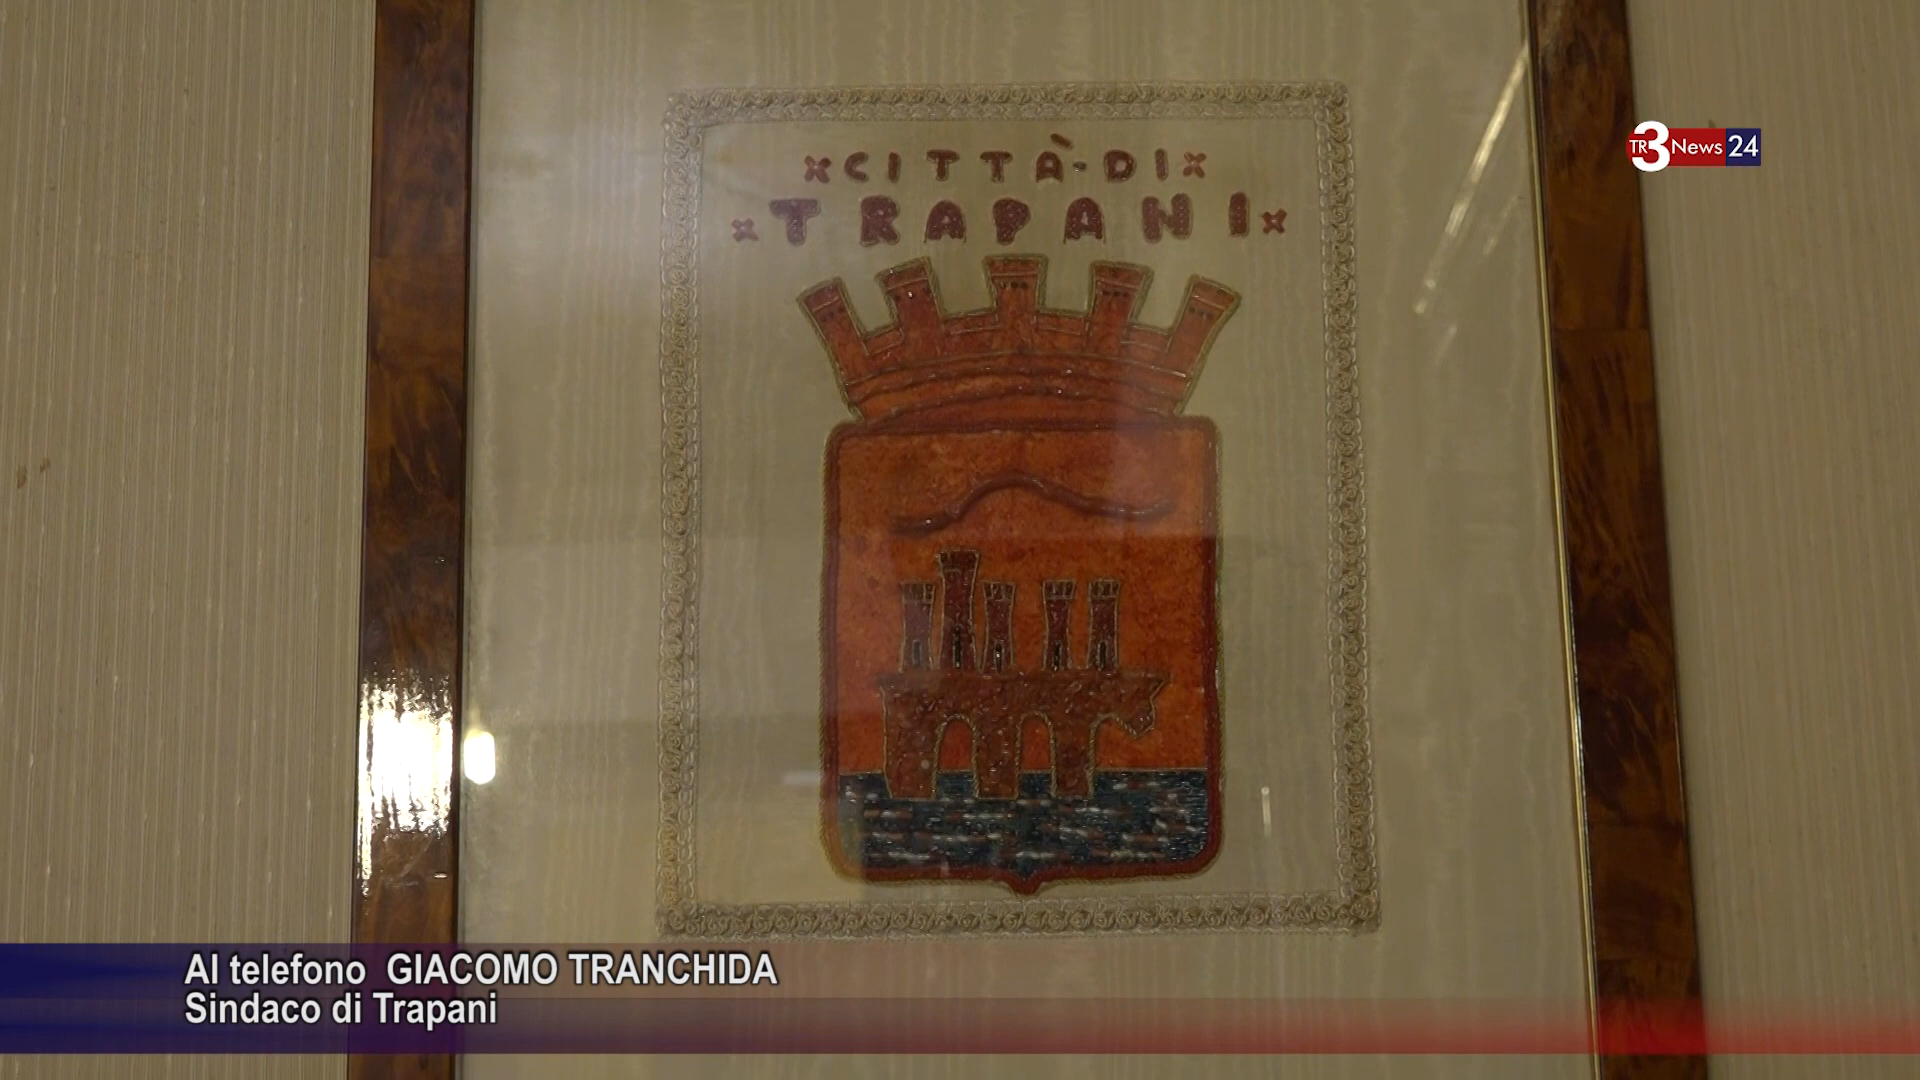 CITTÀ·DI
TRAPANI
TR3 News 24
Al telefono GIACOMO TRANCHIDA
Sindaco di Trapani